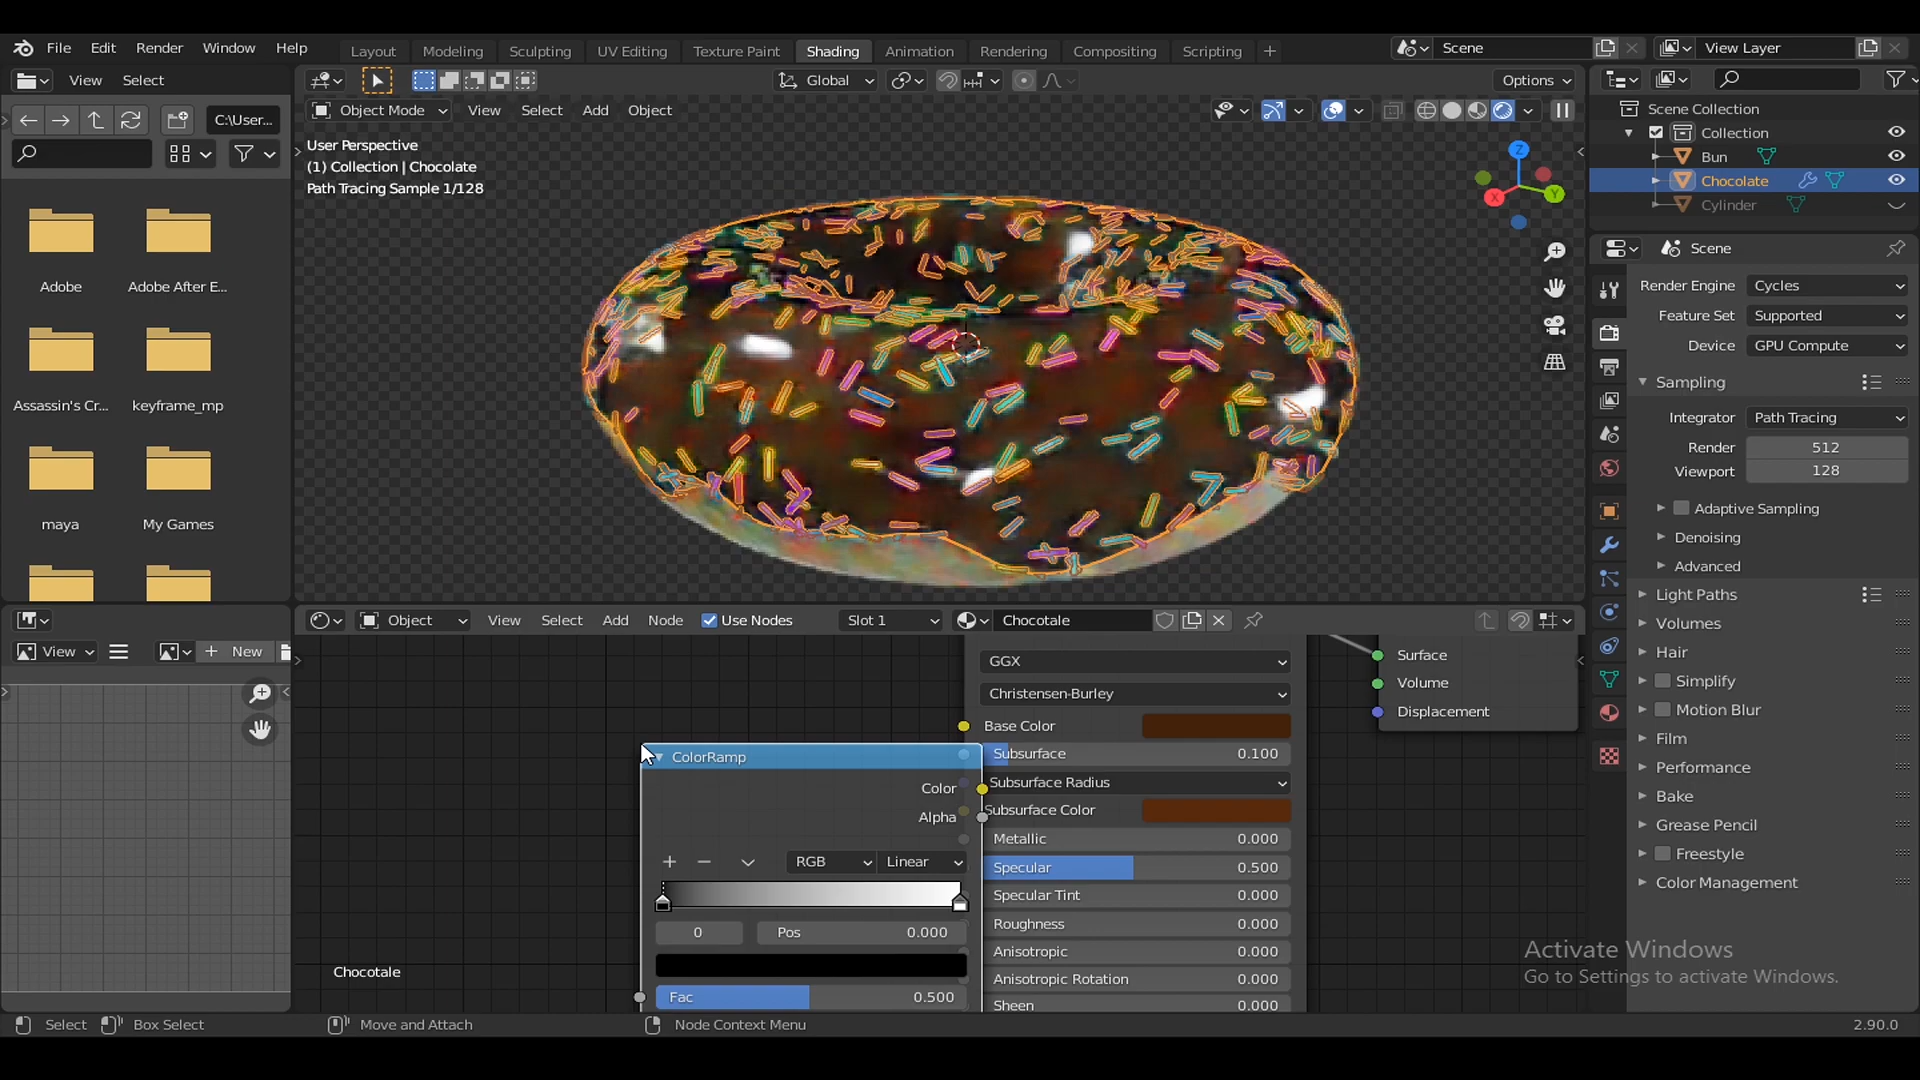 File Edit Render Window Help
Layout Modeling Sculpting UV Editing Texture Paint Shading Animation Rendering Compositing Scripting +
Scene
View Layer
View Select
Global
Options
C:\User...
Object Mode View Select Add Object
User Perspective
(1) Collection | Chocolate
Path Tracing Sample 1/128
Z
Y
X
Adobe
Adobe After E...
Assassin's Cr...
keyframe_mp
maya
My Games
Scene Collection
Collection
Bun
Chocolate
Cylinder
Scene
Render Engine Cycles
Feature Set Supported
Device GPU Compute
Sampling
Integrator Path Tracing
Render 512
Viewport 128
Adaptive Sampling
Denoising
Advanced
Light Paths
Volumes
Hair
Simplify
Motion Blur
Film
Performance
Bake
Grease Pencil
Freestyle
Color Management
View
New
Object View Select Add Node Use Nodes Slot 1 Chocotale
GGX
Christensen-Burley
Base Color
Subsurface 0.100
Subsurface Radius
Subsurface Color
Metallic 0.000
Specular 0.500
Specular Tint 0.000
Roughness 0.000
Anisotropic 0.000
Anisotropic Rotation 0.000
Sheen 0.000
Surface
Volume
Displacement
ColorRamp
Color
Alpha
RGB Linear
0 Pos 0.000
Fac 0.500
Chocotale
Activate Windows
Go to Settings to activate Windows.
Select Box Select Move and Attach Node Context Menu 2.90.0